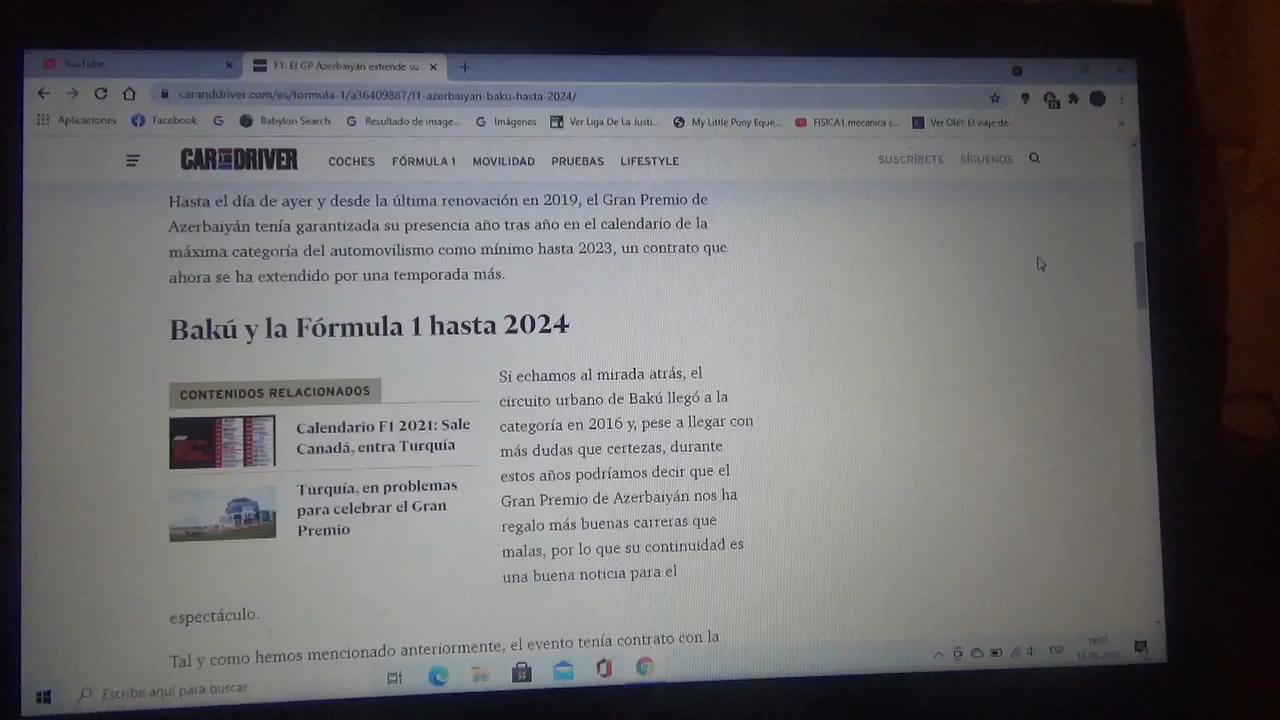 YouTube
F1: El GP Azerbaiyán extiende su
caranddriver.com/es/formula-1/a36409887/f1-azerbaiyan-baku-hasta-2024/
Aplicaciones Facebook Babylon Search Resultado de image... Imágenes Ver Liga De La Justi... My Little Pony Eque... FISICA1 mecanica c... Ver Olé!: El viaje de...
CAR AND DRIVER COCHES FÓRMULA 1 MOVILIDAD PRUEBAS LIFESTYLE SUSCRÍBETE SÍGUENOS
Hasta el día de ayer y desde la última renovación en 2019, el Gran Premio de
Azerbaiyán tenía garantizada su presencia año tras año en el calendario de la
máxima categoría del automovilismo como mínimo hasta 2023, un contrato que
ahora se ha extendido por una temporada más.
Bakú y la Fórmula 1 hasta 2024
CONTENIDOS RELACIONADOS
Calendario F1 2021: Sale
Canadá, entra Turquía
Turquía, en problemas
para celebrar el Gran
Premio
Si echamos al mirada atrás, el
circuito urbano de Bakú llegó a la
categoría en 2016 y, pese a llegar con
más dudas que certezas, durante
estos años podríamos decir que el
Gran Premio de Azerbaiyán nos ha
regalo más buenas carreras que
malas, por lo que su continuidad es
una buena noticia para el
espectáculo.
Tal y como hemos mencionado anteriormente, el evento tenía contrato con la
Escribe aquí para buscar
ESP